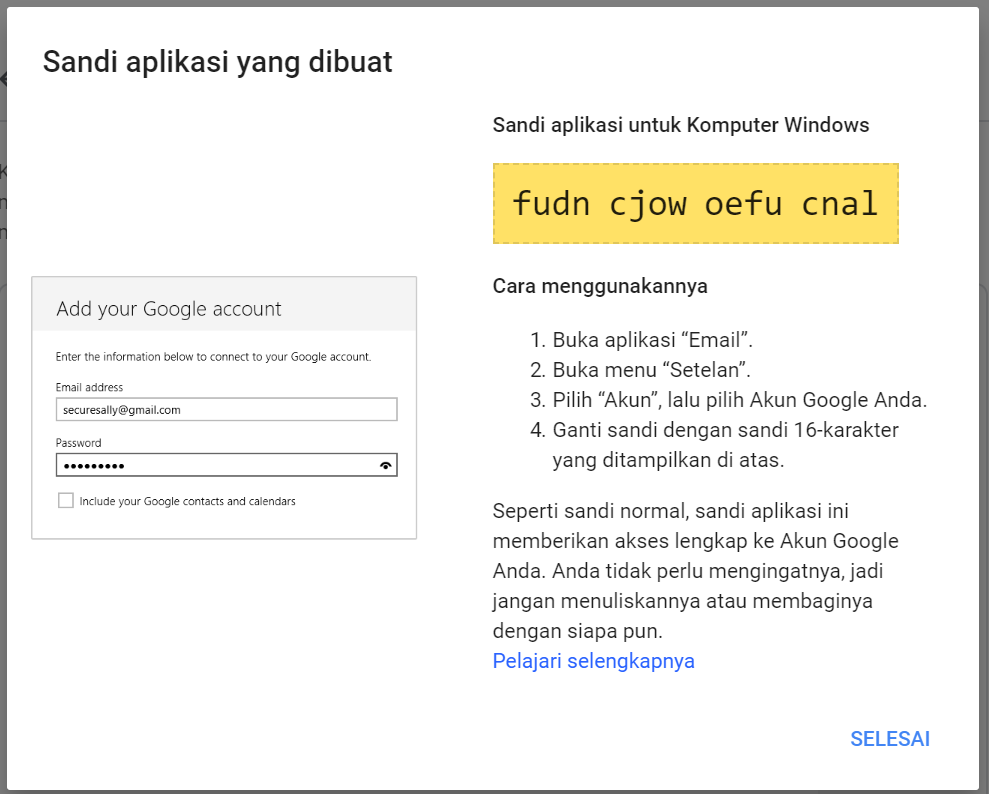 Sandi aplikasi yang dibuat
Sandi aplikasi untuk Komputer Windows
fudn cjow oefu cnal
Add your Google account
Enter the information below to connect to your Google account.
Email address
securesally@gmail.com
Password
•••••••••
Include your Google contacts and calendars
Cara menggunakannya
1. Buka aplikasi “Email”.
2. Buka menu “Setelan”.
3. Pilih “Akun”, lalu pilih Akun Google Anda.
4. Ganti sandi dengan sandi 16-karakter
yang ditampilkan di atas.
Seperti sandi normal, sandi aplikasi ini
memberikan akses lengkap ke Akun Google
Anda. Anda tidak perlu mengingatnya, jadi
jangan menuliskannya atau membaginya
dengan siapa pun.
Pelajari selengkapnya
SELESAI